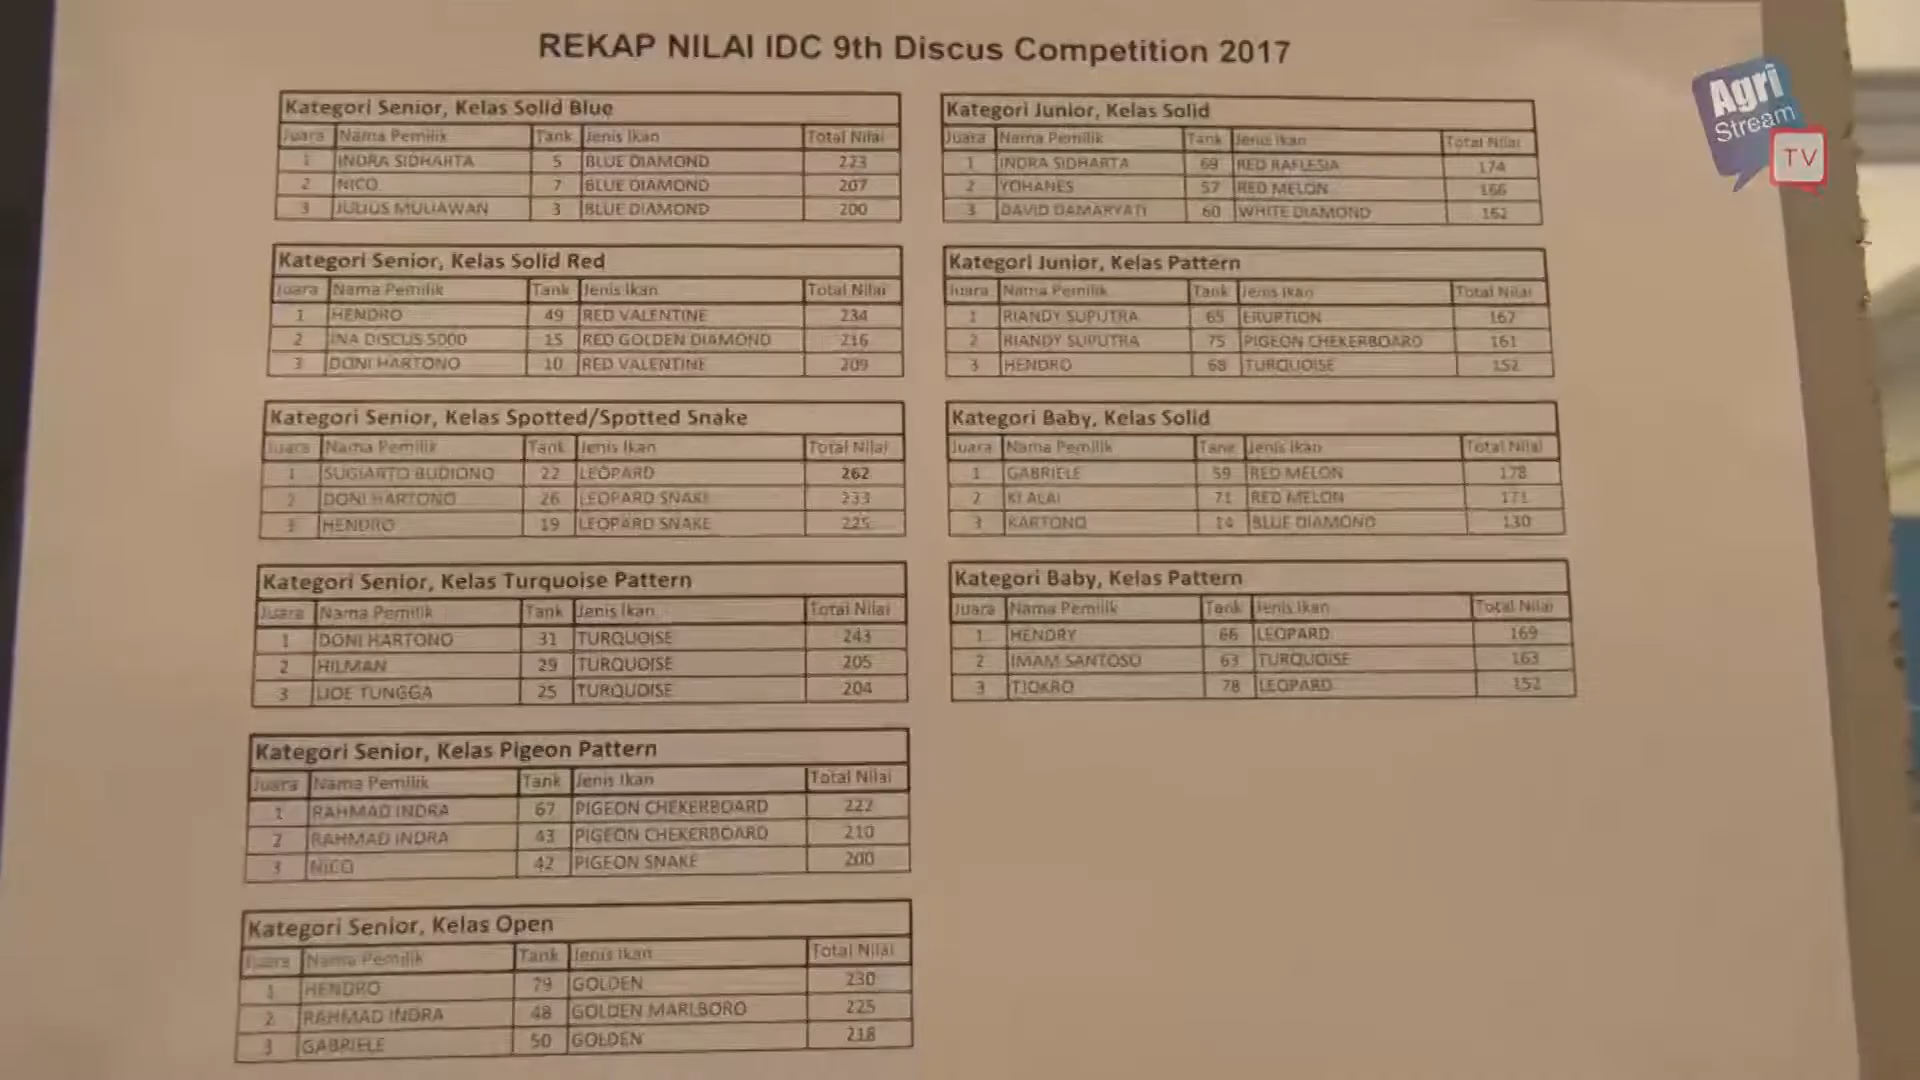 REKAP NILAI IDC 9th Discus Competition 2017
Agri
Stream
TV
Kategori Senior, Kelas Solid Blue
Juara Nama Pemilik Tank Jenis Ikan Total Nilai
1 INDRA SIDHARTA 5 BLUE DIAMOND 223
2 NICO 7 BLUE DIAMOND 207
3 JULIUS MULIAWAN 3 BLUE DIAMOND 200
Kategori Senior, Kelas Solid Red
Juara Nama Pemilik Tank Jenis Ikan Total Nilai
1 HENDRO 49 RED VALENTINE 234
2 INA DISCUS 5000 15 RED GOLDEN DIAMOND 216
3 DONI HARTONO 10 RED VALENTINE 209
Kategori Senior, Kelas Spotted/Spotted Snake
Juara Nama Pemilik Tank Jenis Ikan Total Nilai
1 SUGIARTO BUDIONO 22 LEOPARD 262
2 DONI HARTONO 26 LEOPARD SNAKE 233
3 HENDRO 19 LEOPARD SNAKE 225
Kategori Senior, Kelas Turquoise Pattern
Juara Nama Pemilik Tank Jenis Ikan Total Nilai
1 DONI HARTONO 31 TURQUOISE 243
2 HILMAN 29 TURQUOISE 205
3 LIOE TUNGGA 25 TURQUOISE 204
Kategori Senior, Kelas Pigeon Pattern
Juara Nama Pemilik Tank Jenis Ikan Total Nilai
1 RAHMAD INDRA 67 PIGEON CHEKERBOARD 222
2 RAHMAD INDRA 43 PIGEON CHEKERBOARD 210
3 NICO 42 PIGEON SNAKE 200
Kategori Senior, Kelas Open
Juara Nama Pemilik Tank Jenis Ikan Total Nilai
1 HENDRO 79 GOLDEN 230
2 RAHMAD INDRA 48 GOLDEN MARLBORO 225
3 GABRIELE 50 GOLDEN 218
Kategori Junior, Kelas Solid
Juara Nama Pemilik Tank Jenis Ikan Total Nilai
1 INDRA SIDHARTA 69 RED RAFLESIA 174
2 YOHANES 57 RED MELON 166
3 DAVID DAMARYATI 60 WHITE DIAMOND 162
Kategori Junior, Kelas Pattern
Juara Nama Pemilik Tank Jenis Ikan Total Nilai
1 RIANDY SUPUTRA 65 ERUPTION 167
2 RIANDY SUPUTRA 75 PIGEON CHEKERBOARD 161
3 HENDRO 68 TURQUOISE 152
Kategori Baby, Kelas Solid
Juara Nama Pemilik Tank Jenis Ikan Total Nilai
1 GABRIELE 59 RED MELON 178
2 71 RED MELON 171
3 KARTONO 14 BLUE DIAMOND 130
Kategori Baby, Kelas Pattern
Juara Nama Pemilik Tank Jenis Ikan Total Nilai
1 HENDRY 66 LEOPARD 169
2 IMAM SANTOSO 63 TURQUOISE 163
3 TJOKRO 78 LEOPARD 152